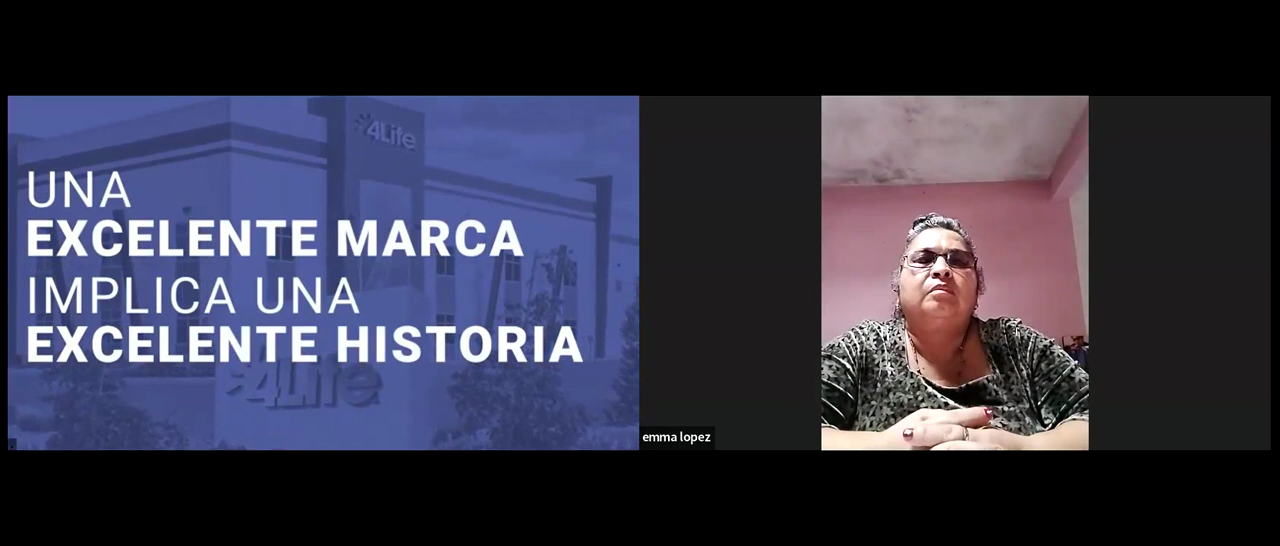 4Life
UNA
EXCELENTE MARCA
IMPLICA UNA
EXCELENTE HISTORIA
4Life
emma lopez